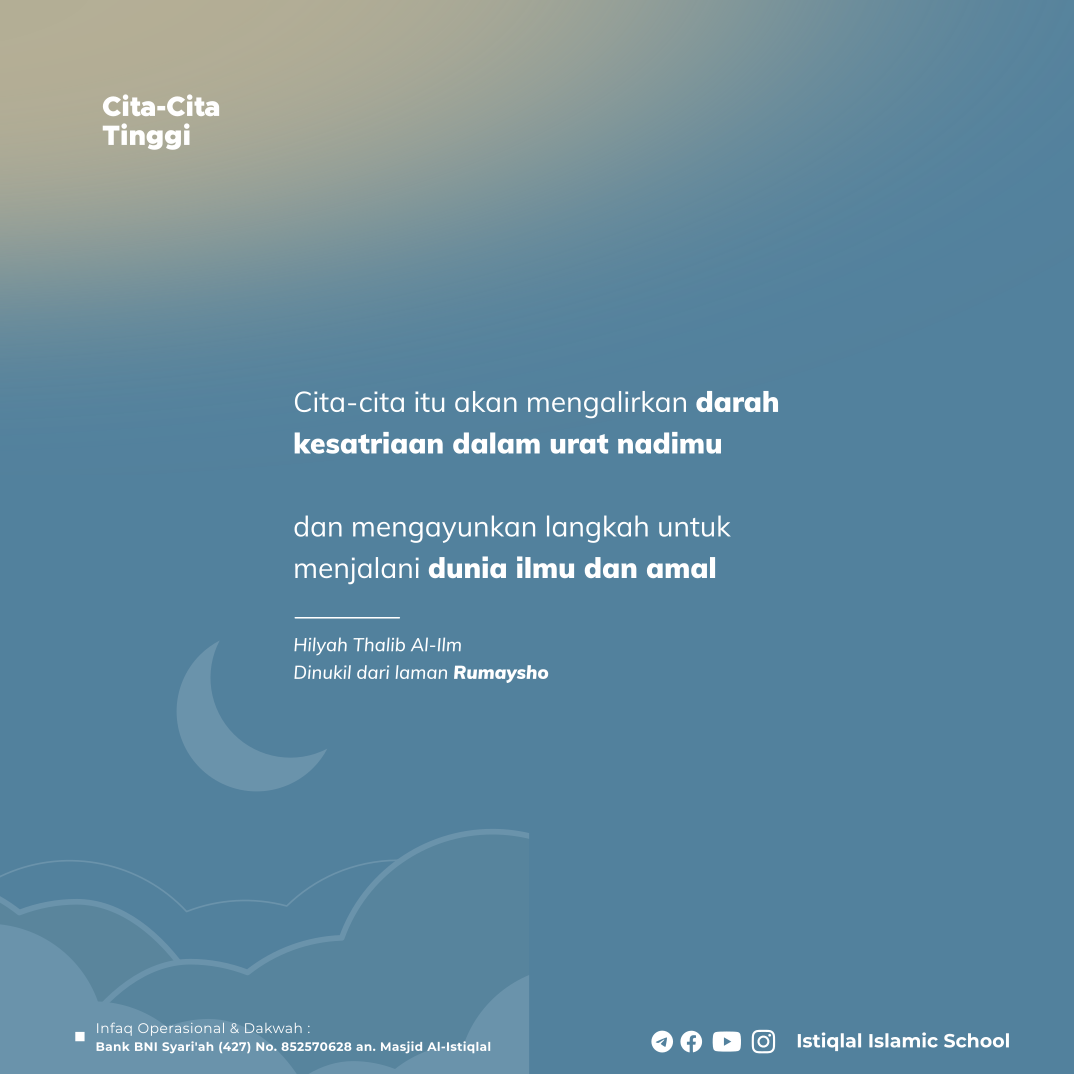 Cita-Cita
Tinggi
Cita-cita itu akan mengalirkan darah
kesatriaan dalam urat nadimu
dan mengayunkan langkah untuk
menjalani dunia ilmu dan amal
Hilyah Thalib Al-Ilm
Dinukil dari laman Rumaysho
Infaq Operasional & Dakwah :
Bank BNI Syari'ah (427) No. 852570628 an. Masjid Al-Istiqlal
Istiqlal Islamic School